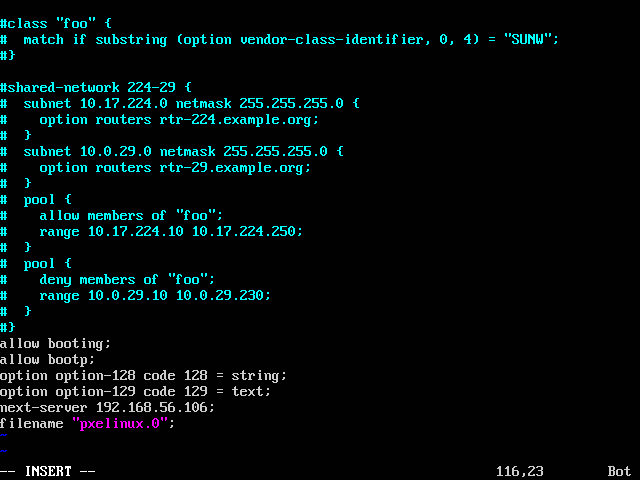 #class "foo" {
#  match if substring (option vendor-class-identifier, 0, 4) = "SUNW";
#}

#shared-network 224-29 {
#  subnet 10.17.224.0 netmask 255.255.255.0 {
#    option routers rtr-224.example.org;
#  }
#  subnet 10.0.29.0 netmask 255.255.255.0 {
#    option routers rtr-29.example.org;
#  }
#  pool {
#    allow members of "foo";
#    range 10.17.224.10 10.17.224.250;
#  }
#  pool {
#    deny members of "foo";
#    range 10.0.29.10 10.0.29.230;
#  }
#}
allow booting;
allow bootp;
option option-128 code 128 = string;
option option-129 code 129 = text;
next-server 192.168.56.106;
filename "pxelinux.0";
~
~
-- INSERT -- 116,23 Bot